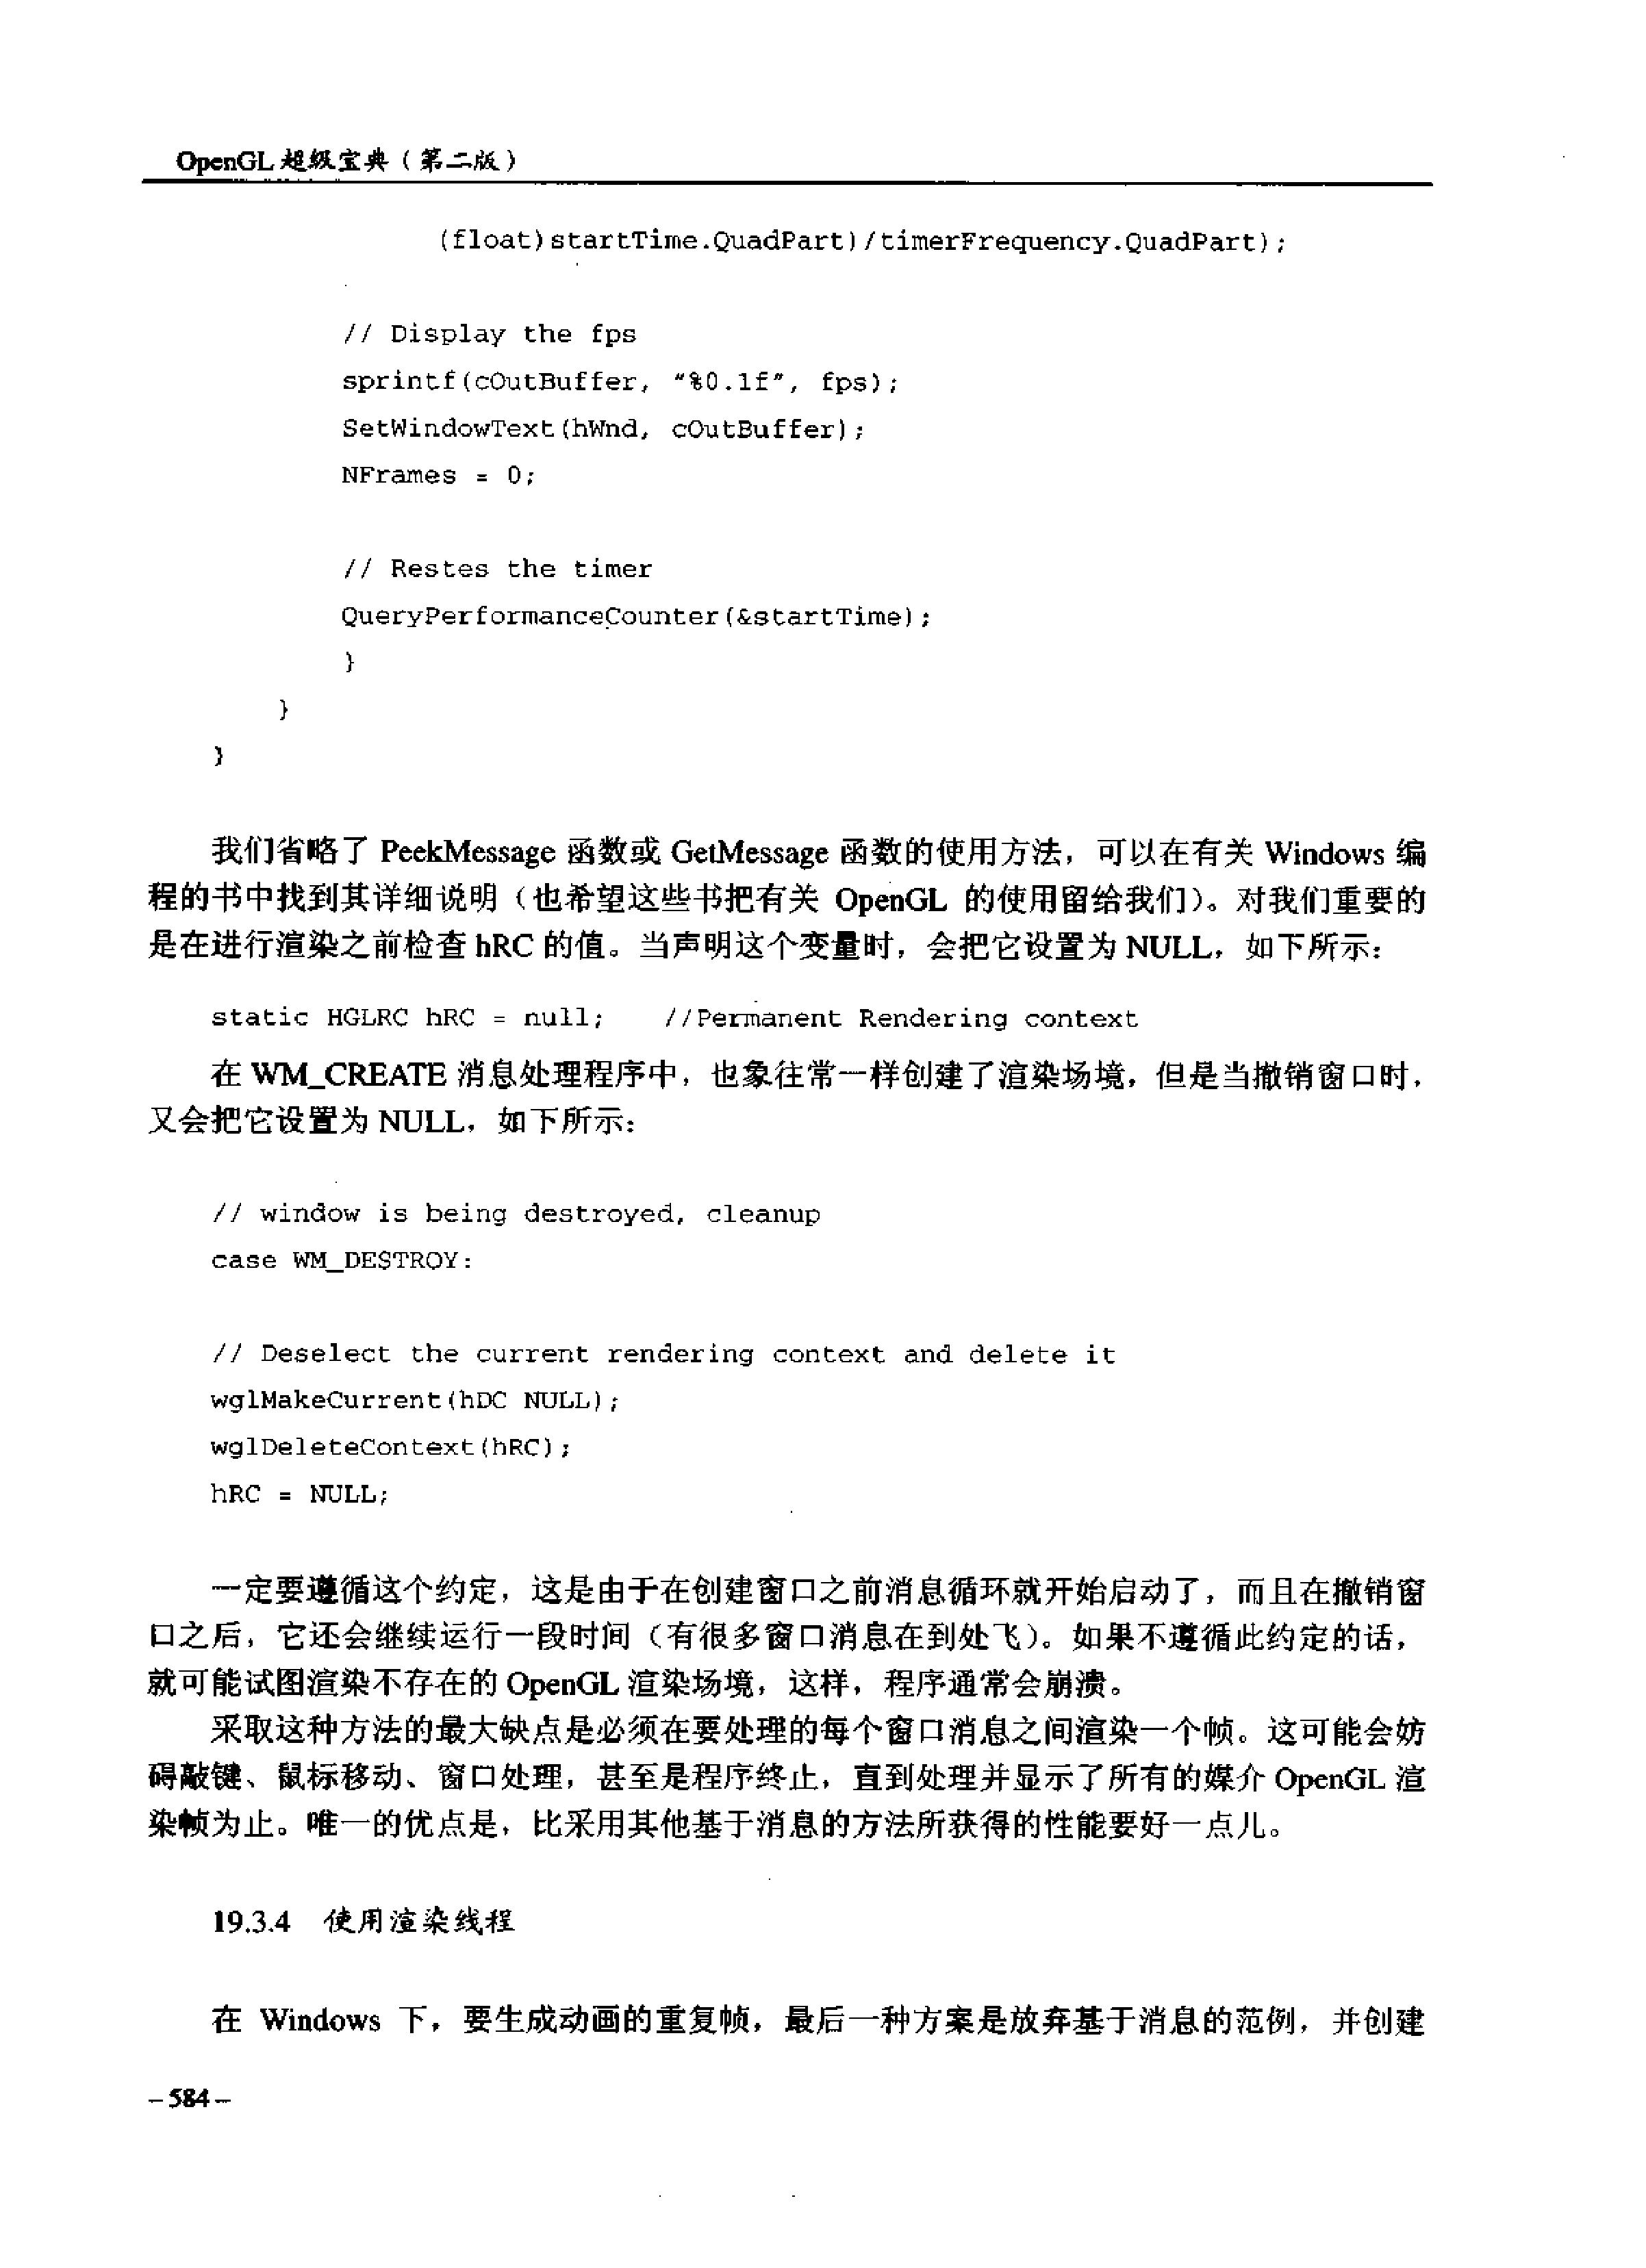 OpenGL 超级宝典（第二版）
(float)startTime.QuadPart)/timerFrequency.QuadPart);
// Display the fps
sprintf(cOutBuffer, "%0.1f", fps);
SetWindowText(hWnd, cOutBuffer);
NFrames = 0;
// Restes the timer
QueryPerformanceCounter(&startTime);
}
}
}
我们省略了 PeekMessage 函数或 GetMessage 函数的使用方法，可以在有关 Windows 编
程的书中找到其详细说明（也希望这些书把有关 OpenGL 的使用留给我们）。对我们重要的
是在进行渲染之前检查 hRC 的值。当声明这个变量时，会把它设置为 NULL，如下所示：
static HGLRC hRC = null; //Permanent Rendering context
在 WM_CREATE 消息处理程序中，也象往常一样创建了渲染场境，但是当撤销窗口时，
又会把它设置为 NULL，如下所示：
// window is being destroyed, cleanup
case WM_DESTROY:
// Deselect the current rendering context and delete it
wglMakeCurrent(hDC NULL);
wglDeleteContext(hRC);
hRC = NULL;
一定要遵循这个约定，这是由于在创建窗口之前消息循环就开始启动了，而且在撤销窗
口之后，它还会继续运行一段时间（有很多窗口消息在到处飞）。如果不遵循此约定的话，
就可能试图渲染不存在的 OpenGL 渲染场境，这样，程序通常会崩溃。
采取这种方法的最大缺点是必须在要处理的每个窗口消息之间渲染一个帧。这可能会妨
碍敲键、鼠标移动、窗口处理，甚至是程序终止，直到处理并显示了所有的媒介 OpenGL 渲
染帧为止。唯一的优点是，比采用其他基于消息的方法所获得的性能要好一点儿。
19.3.4 使用渲染线程
在 Windows 下，要生成动画的重复帧，最后一种方案是放弃基于消息的范例，并创建
– 584 –